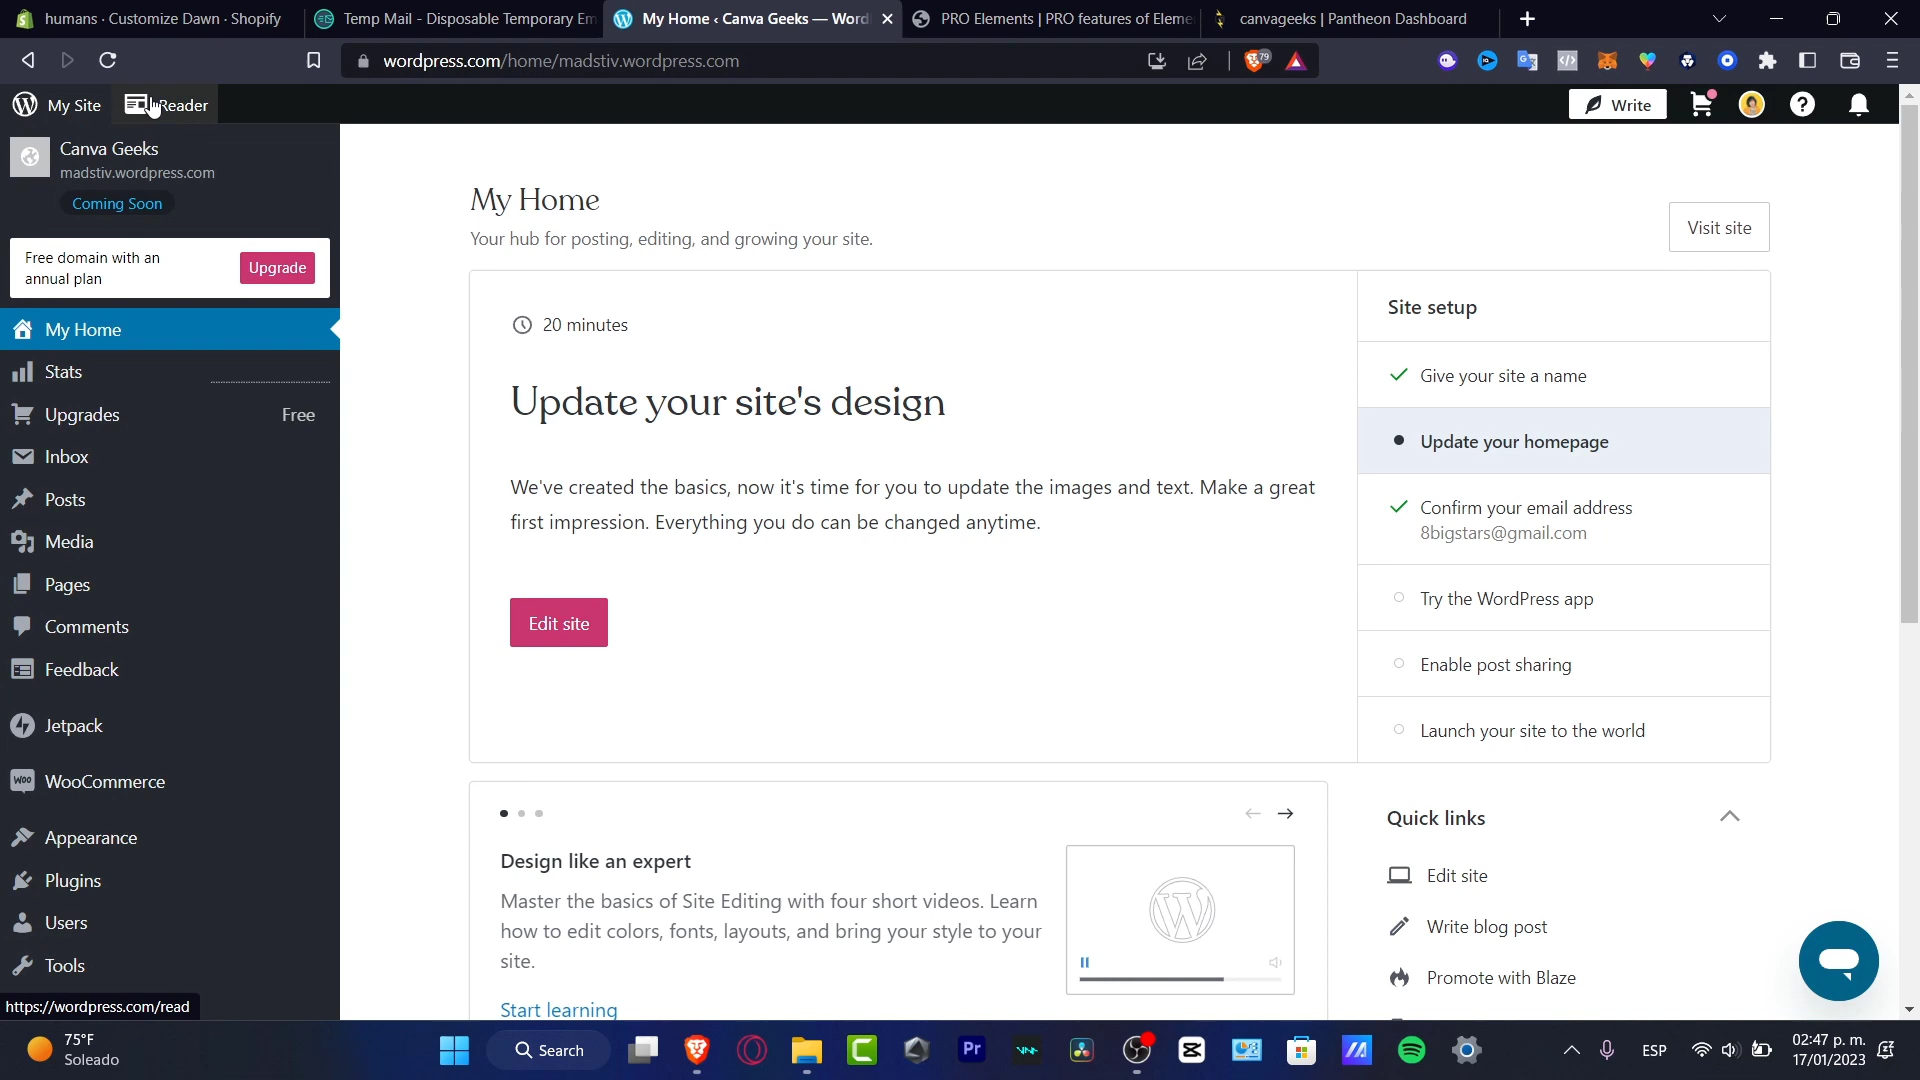 humans · Customize Dawn · Shopify
Temp Mail - Disposable Temporary Em
My Home ‹ Canva Geeks — Word
PRO Elements | PRO features of Eleme
canvageeks | Pantheon Dashboard
wordpress.com/home/madstiv.wordpress.com
79
My Site
Reader
Write
Canva Geeks
madstiv.wordpress.com
Coming Soon
Free domain with an
annual plan
Upgrade
My Home
Stats
Upgrades
Free
Inbox
Posts
Media
Pages
Comments
Feedback
Jetpack
WooCommerce
Appearance
Plugins
Users
Tools
https://wordpress.com/read
My Home
Your hub for posting, editing, and growing your site.
Visit site
20 minutes
Update your site's design
We've created the basics, now it's time for you to update the images and text. Make a great
first impression. Everything you do can be changed anytime.
Edit site
Site setup
Give your site a name
Update your homepage
Confirm your email address
8bigstars@gmail.com
Try the WordPress app
Enable post sharing
Launch your site to the world
Design like an expert
Master the basics of Site Editing with four short videos. Learn
how to edit colors, fonts, layouts, and bring your style to your
site.
Start learning
Quick links
Edit site
Write blog post
Promote with Blaze
75°F
Soleado
Search
Pr
ESP
02:47 p. m.
17/01/2023